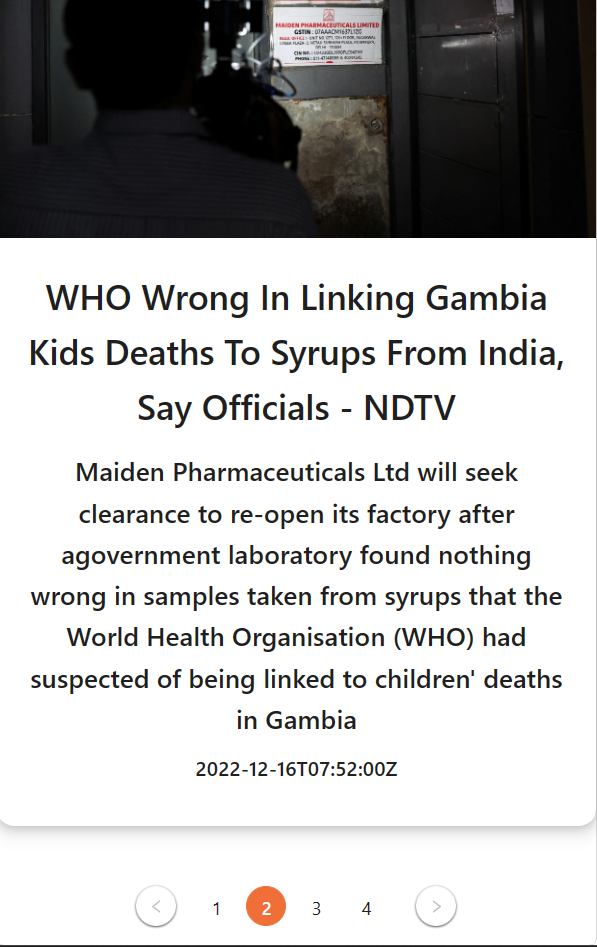 MAIDEN PHARMACEUTICALS LIMITED
WHO Wrong In Linking Gambia
Kids Deaths To Syrups From India,
Say Officials - NDTV
Maiden Pharmaceuticals Ltd will seek
clearance to re-open its factory after
agovernment laboratory found nothing
wrong in samples taken from syrups that the
World Health Organisation (WHO) had
suspected of being linked to children' deaths
in Gambia
2022-12-16T07:52:00Z
< 1 2 3 4 >